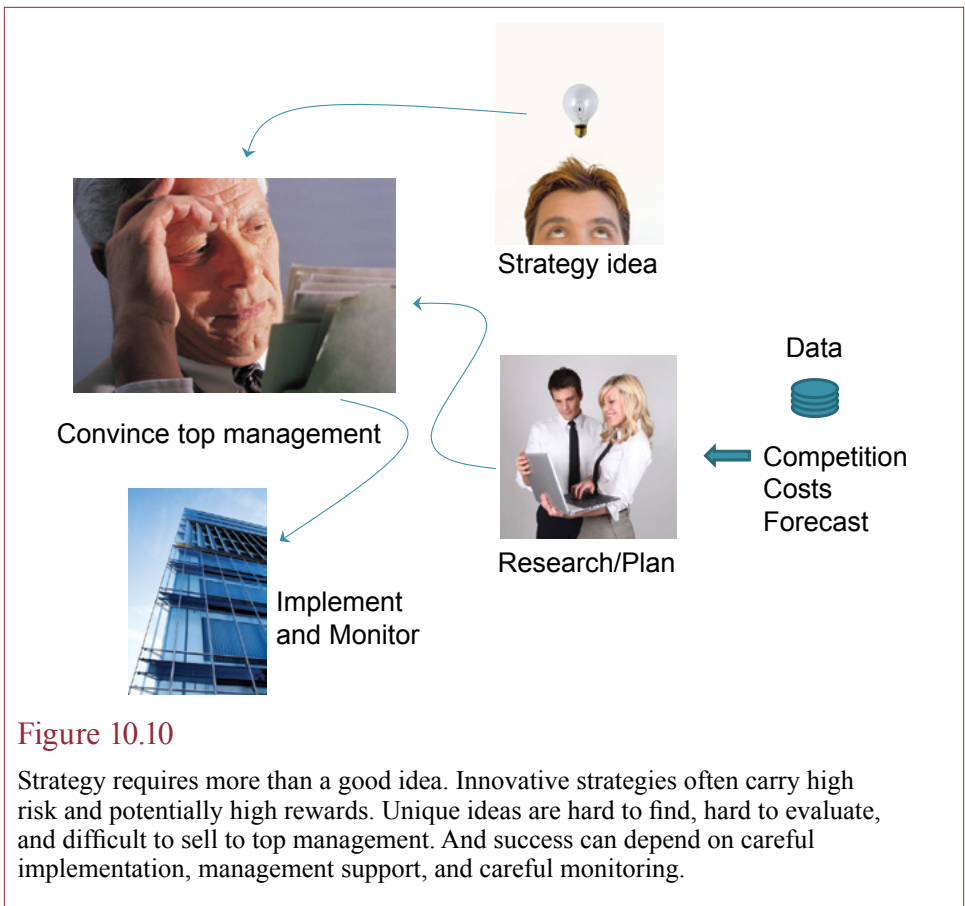 Strategy idea
Data
Convince top management
Competition
Costs
Forecast
Research/Plan
Implement
and Monitor
Figure 10.10
Strategy requires more than a good idea. Innovative strategies often carry high
risk and potentially high rewards. Unique ideas are hard to find, hard to evaluate,
and difficult to sell to top management. And success can depend on careful
implementation, management support, and careful monitoring.